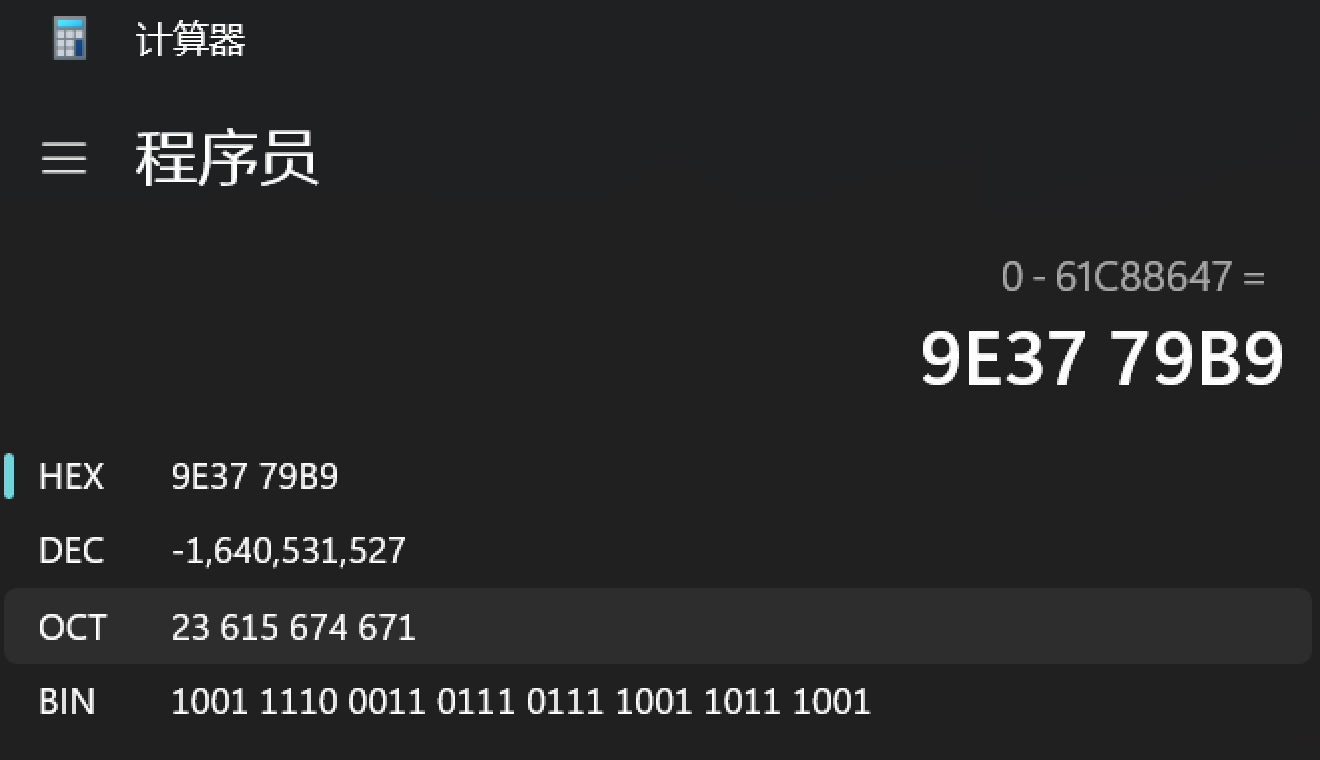 计算器
程序员
0 - 61C88647 =
9E37 79B9
HEX 9E37 79B9
DEC -1,640,531,527
OCT 23 615 674 671
BIN 1001 1110 0011 0111 0111 1001 1011 1001